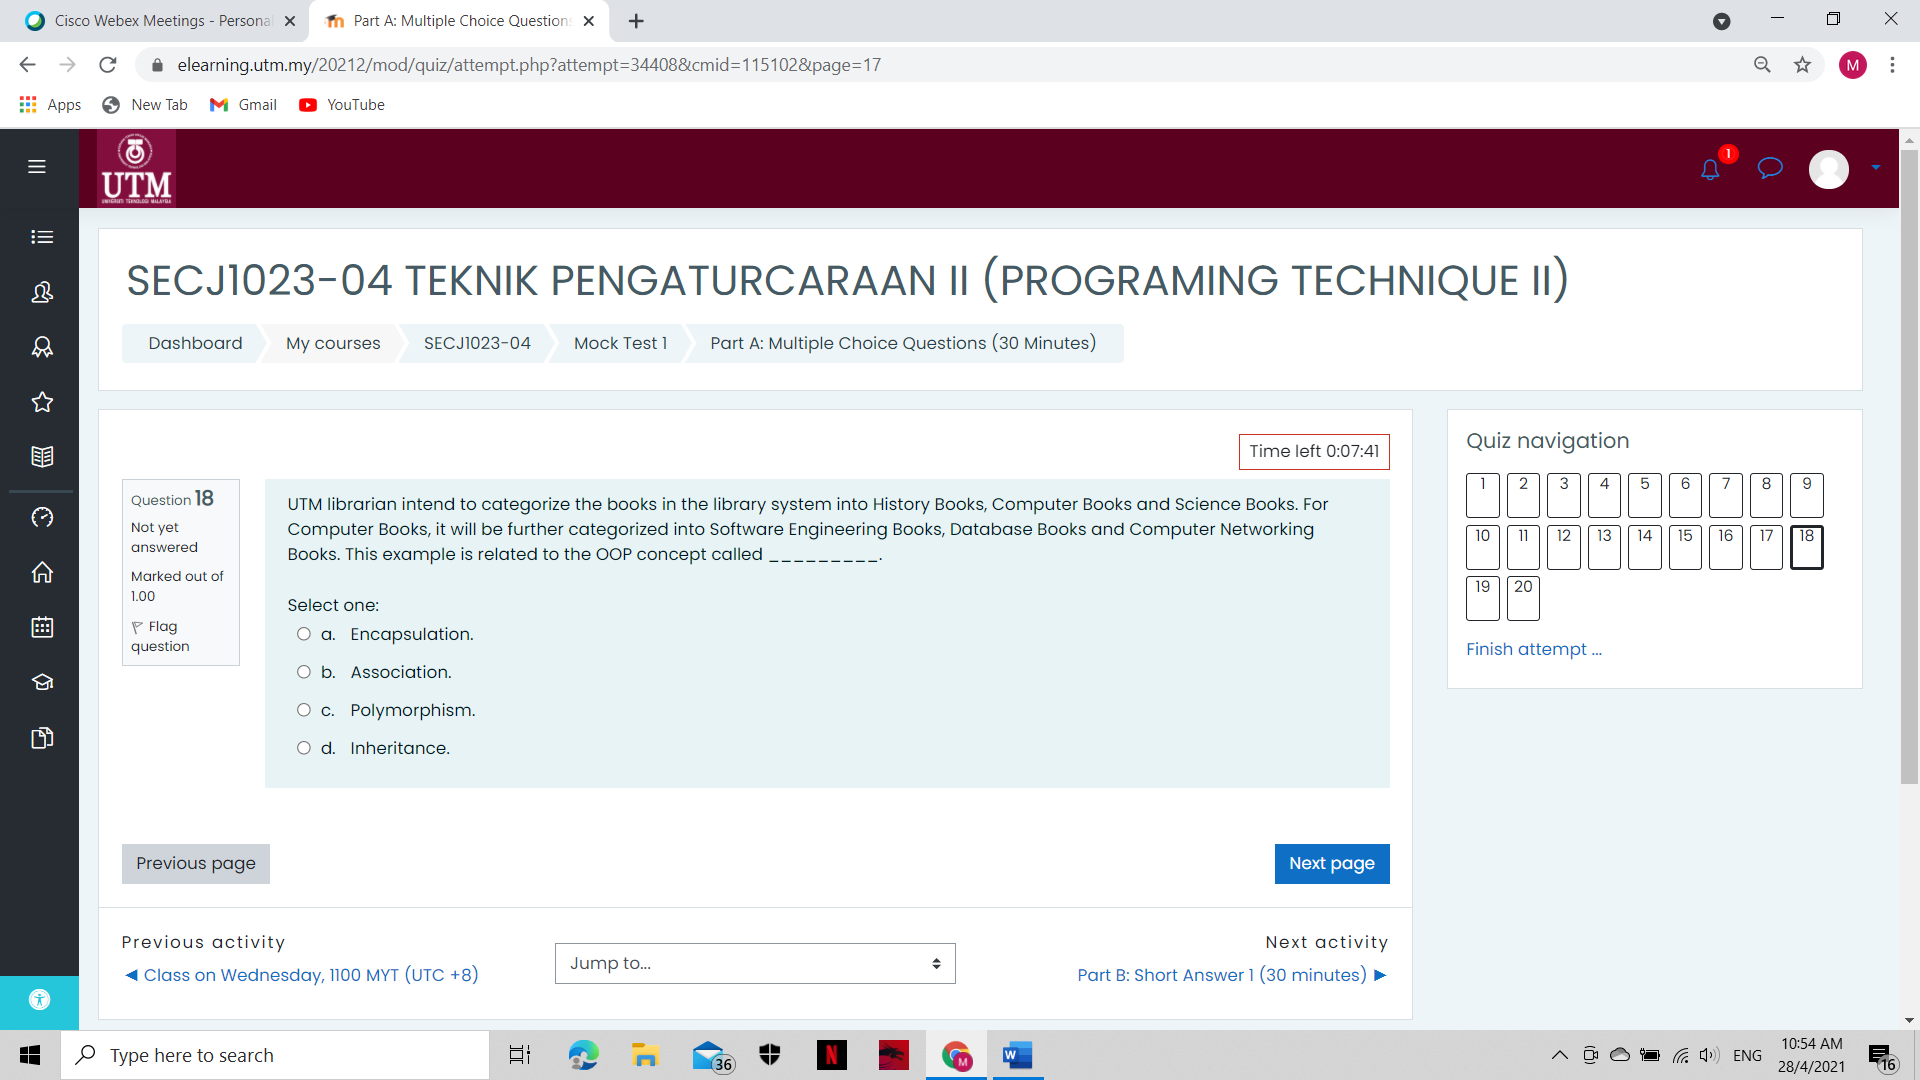 Cisco Webex Meetings - Persona
Part A: Multiple Choice Questions
elearning.utm.my/20212/mod/quiz/attempt.php?attempt=34408&cmid=115102&page=17
M
Apps
New Tab
Gmail
YouTube
UTM
UNIVERSITI TEKNOLOGI MALAYSIA
1
SECJ1023-04 TEKNIK PENGATURCARAAN II (PROGRAMING TECHNIQUE II)
Dashboard
My courses
SECJ1023-04
Mock Test 1
Part A: Multiple Choice Questions (30 Minutes)
Time left 0:07:41
Question 18
Not yet
answered
Marked out of
1.00
Flag
question
UTM librarian intend to categorize the books in the library system into History Books, Computer Books and Science Books. For
Computer Books, it will be further categorized into Software Engineering Books, Database Books and Computer Networking
Books. This example is related to the OOP concept called _________.
Select one:
a. Encapsulation.
b. Association.
c. Polymorphism.
d. Inheritance.
Previous page
Next page
Quiz navigation
1 2 3 4 5 6 7 8 9
10 11 12 13 14 15 16 17 18
19 20
Finish attempt ...
Previous activity
◀ Class on Wednesday, 1100 MYT (UTC +8)
Jump to...
Next activity
Part B: Short Answer 1 (30 minutes) ▶
Type here to search
36
N
M
W
ENG
10:54 AM
28/4/2021
16